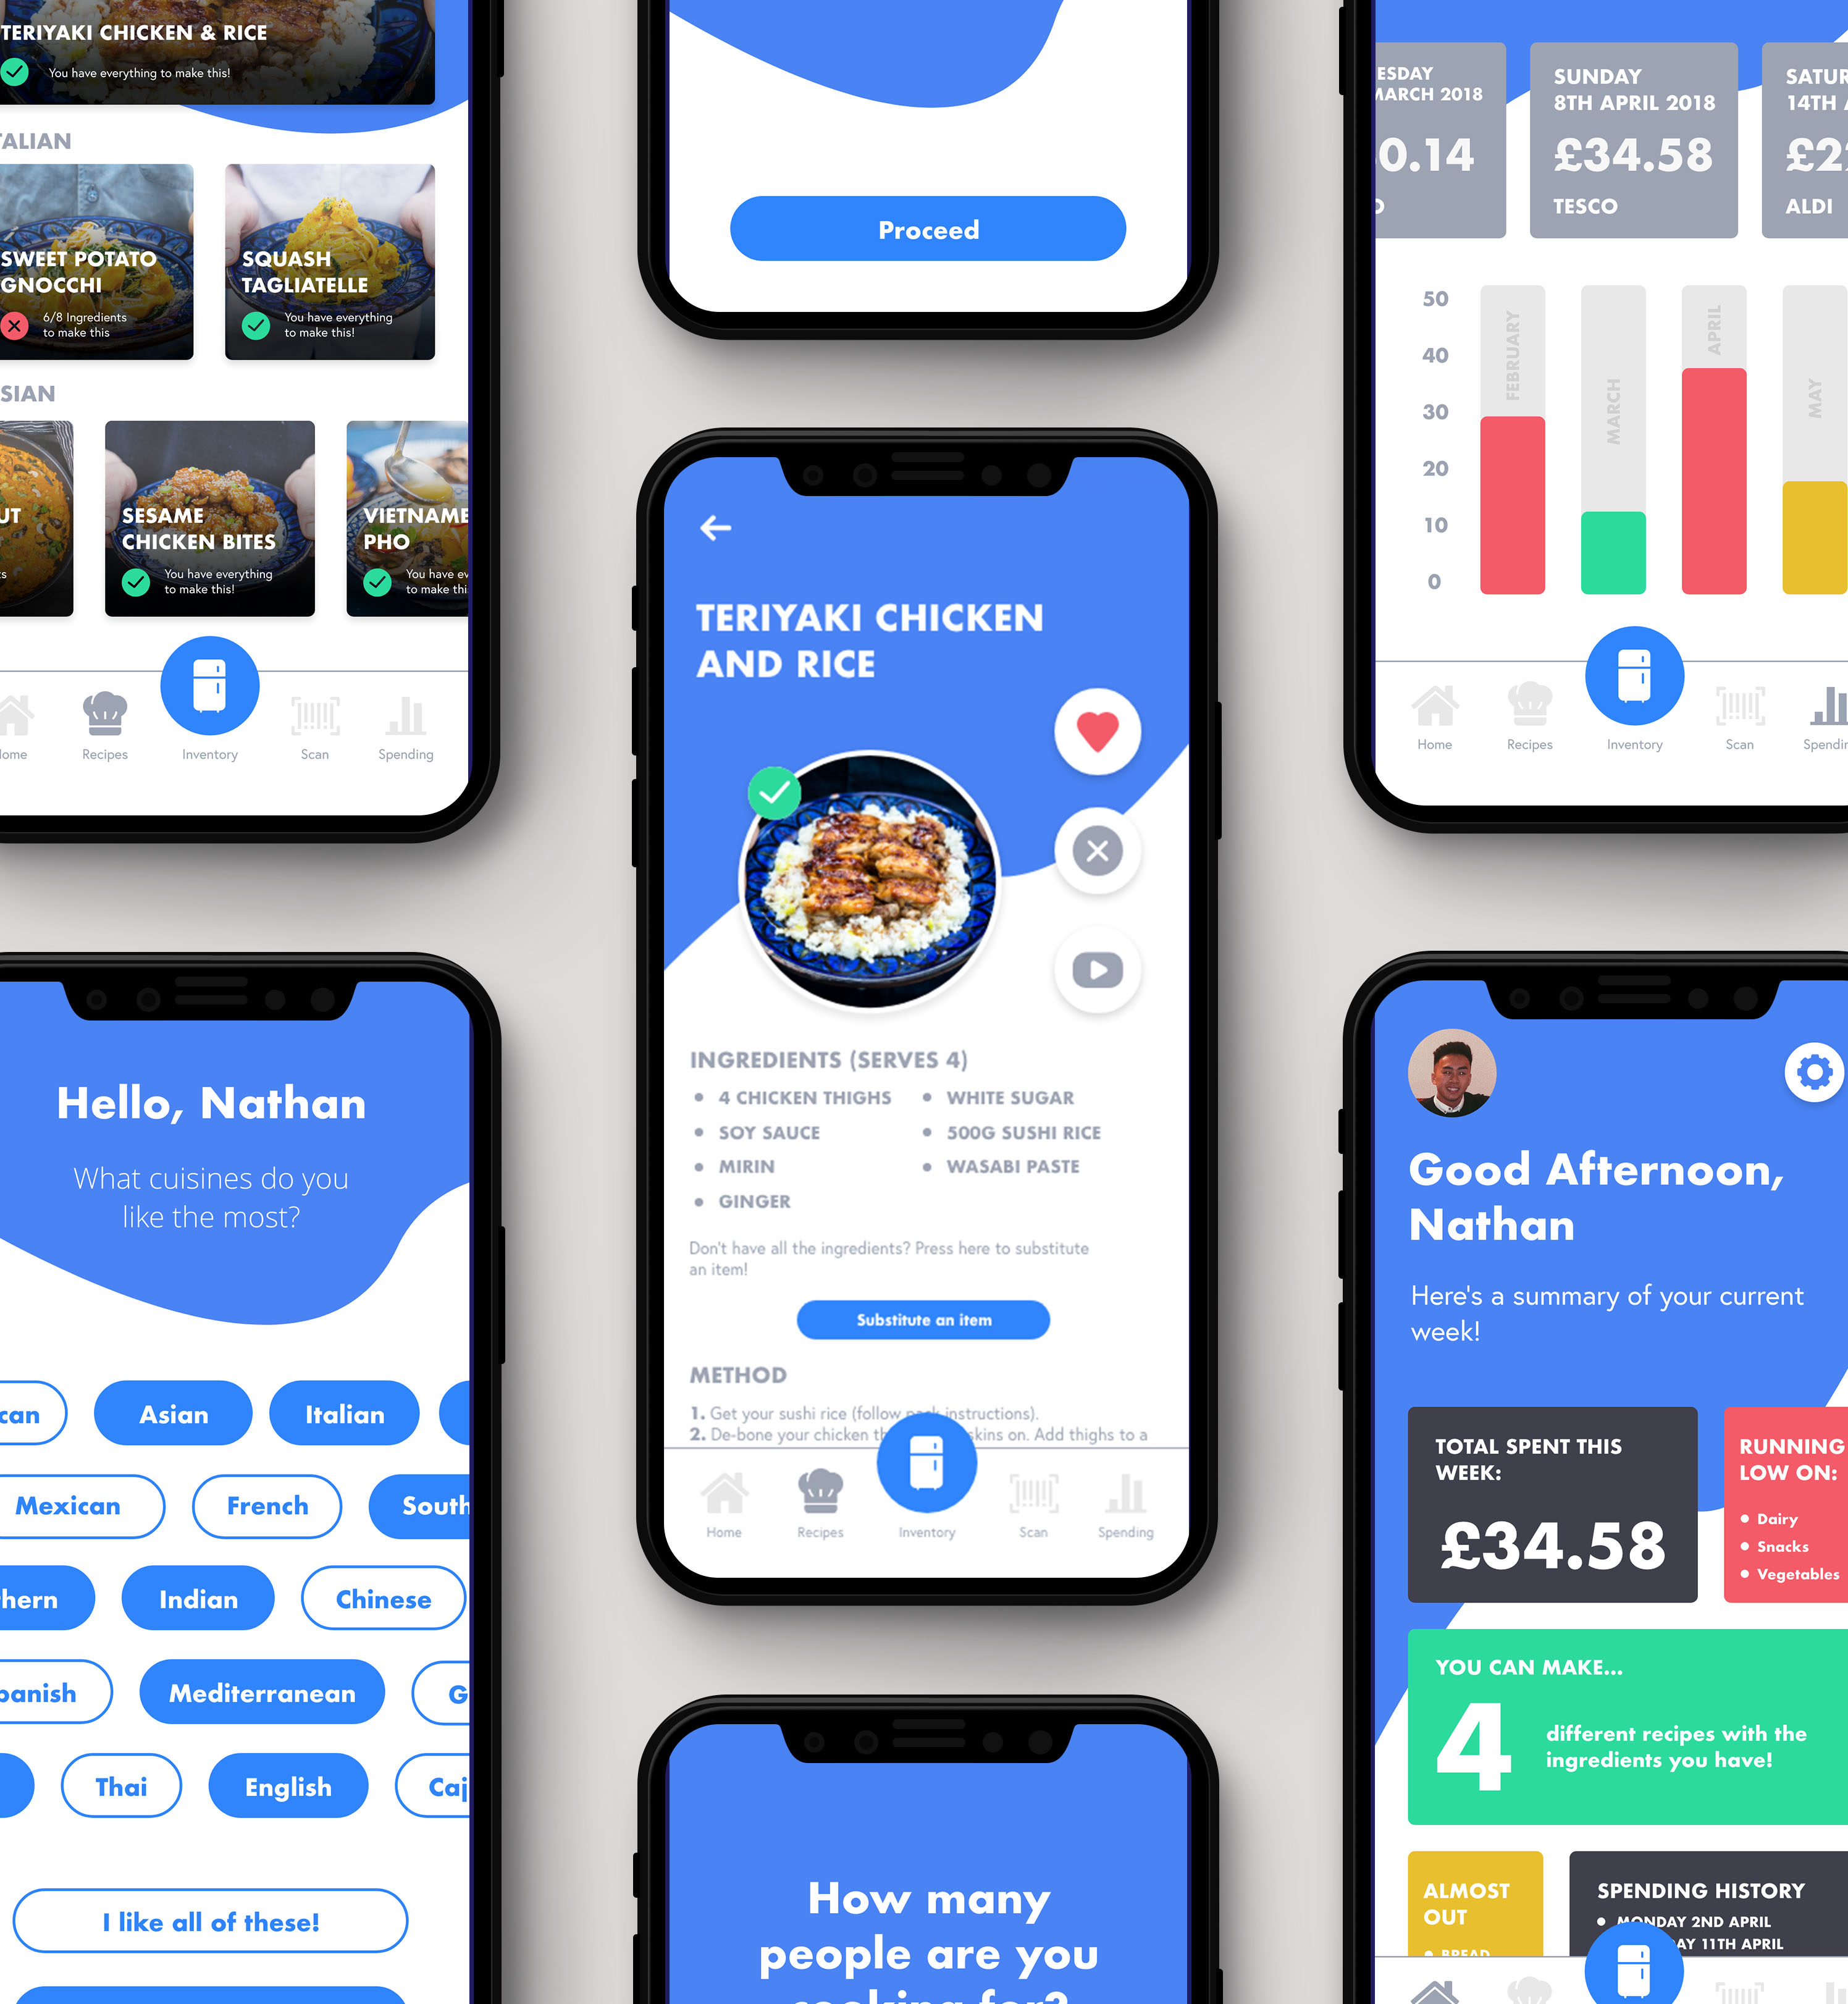 TERIYAKI CHICKEN & RICE
You have everything to make this!
TALIAN
SWEET POTATO
GNOCCHI
6/8 Ingredients
to make this
SQUASH
TAGLIATELLE
You have everything
to make this!
SIAN
UT
SESAME
CHICKEN BITES
You have everything
to make this!
VIETNAME
PHO
You have ev
to make thi
ome
Recipes
Inventory
Scan
Spending
Hello, Nathan
What cuisines do you
like the most?
can
Asian
Italian
Mexican
French
South
hern
Indian
Chinese
panish
Mediterranean
G
Thai
English
Caj
I like all of these!
Proceed
TERIYAKI CHICKEN
AND RICE
INGREDIENTS (SERVES 4)
4 CHICKEN THIGHS
SOY SAUCE
MIRIN
GINGER
WHITE SUGAR
500G SUSHI RICE
WASABI PASTE
Don't have all the ingredients? Press here to substitute
an item!
Substitute an item
METHOD
1. Get your sushi rice (follow pack instructions).
2. De-bone your chicken th skins on. Add thighs to a
Home
Recipes
Inventory
Scan
Spending
How many
people are you
cooking for?
ESDAY
MARCH 2018
0.14
SUNDAY
8TH APRIL 2018
£34.58
TESCO
SATUR
14TH
£2
ALDI
50
40
30
20
10
0
FEBRUARY
MARCH
APRIL
MAY
Home
Recipes
Inventory
Scan
Spendin
Good Afternoon,
Nathan
Here's a summary of your current
week!
TOTAL SPENT THIS
WEEK:
£34.58
RUNNING
LOW ON:
Dairy
Snacks
Vegetables
YOU CAN MAKE...
4
different recipes with the
ingredients you have!
ALMOST
OUT
BREAD
SPENDING HISTORY
MONDAY 2ND APRIL
AY 11TH APRIL